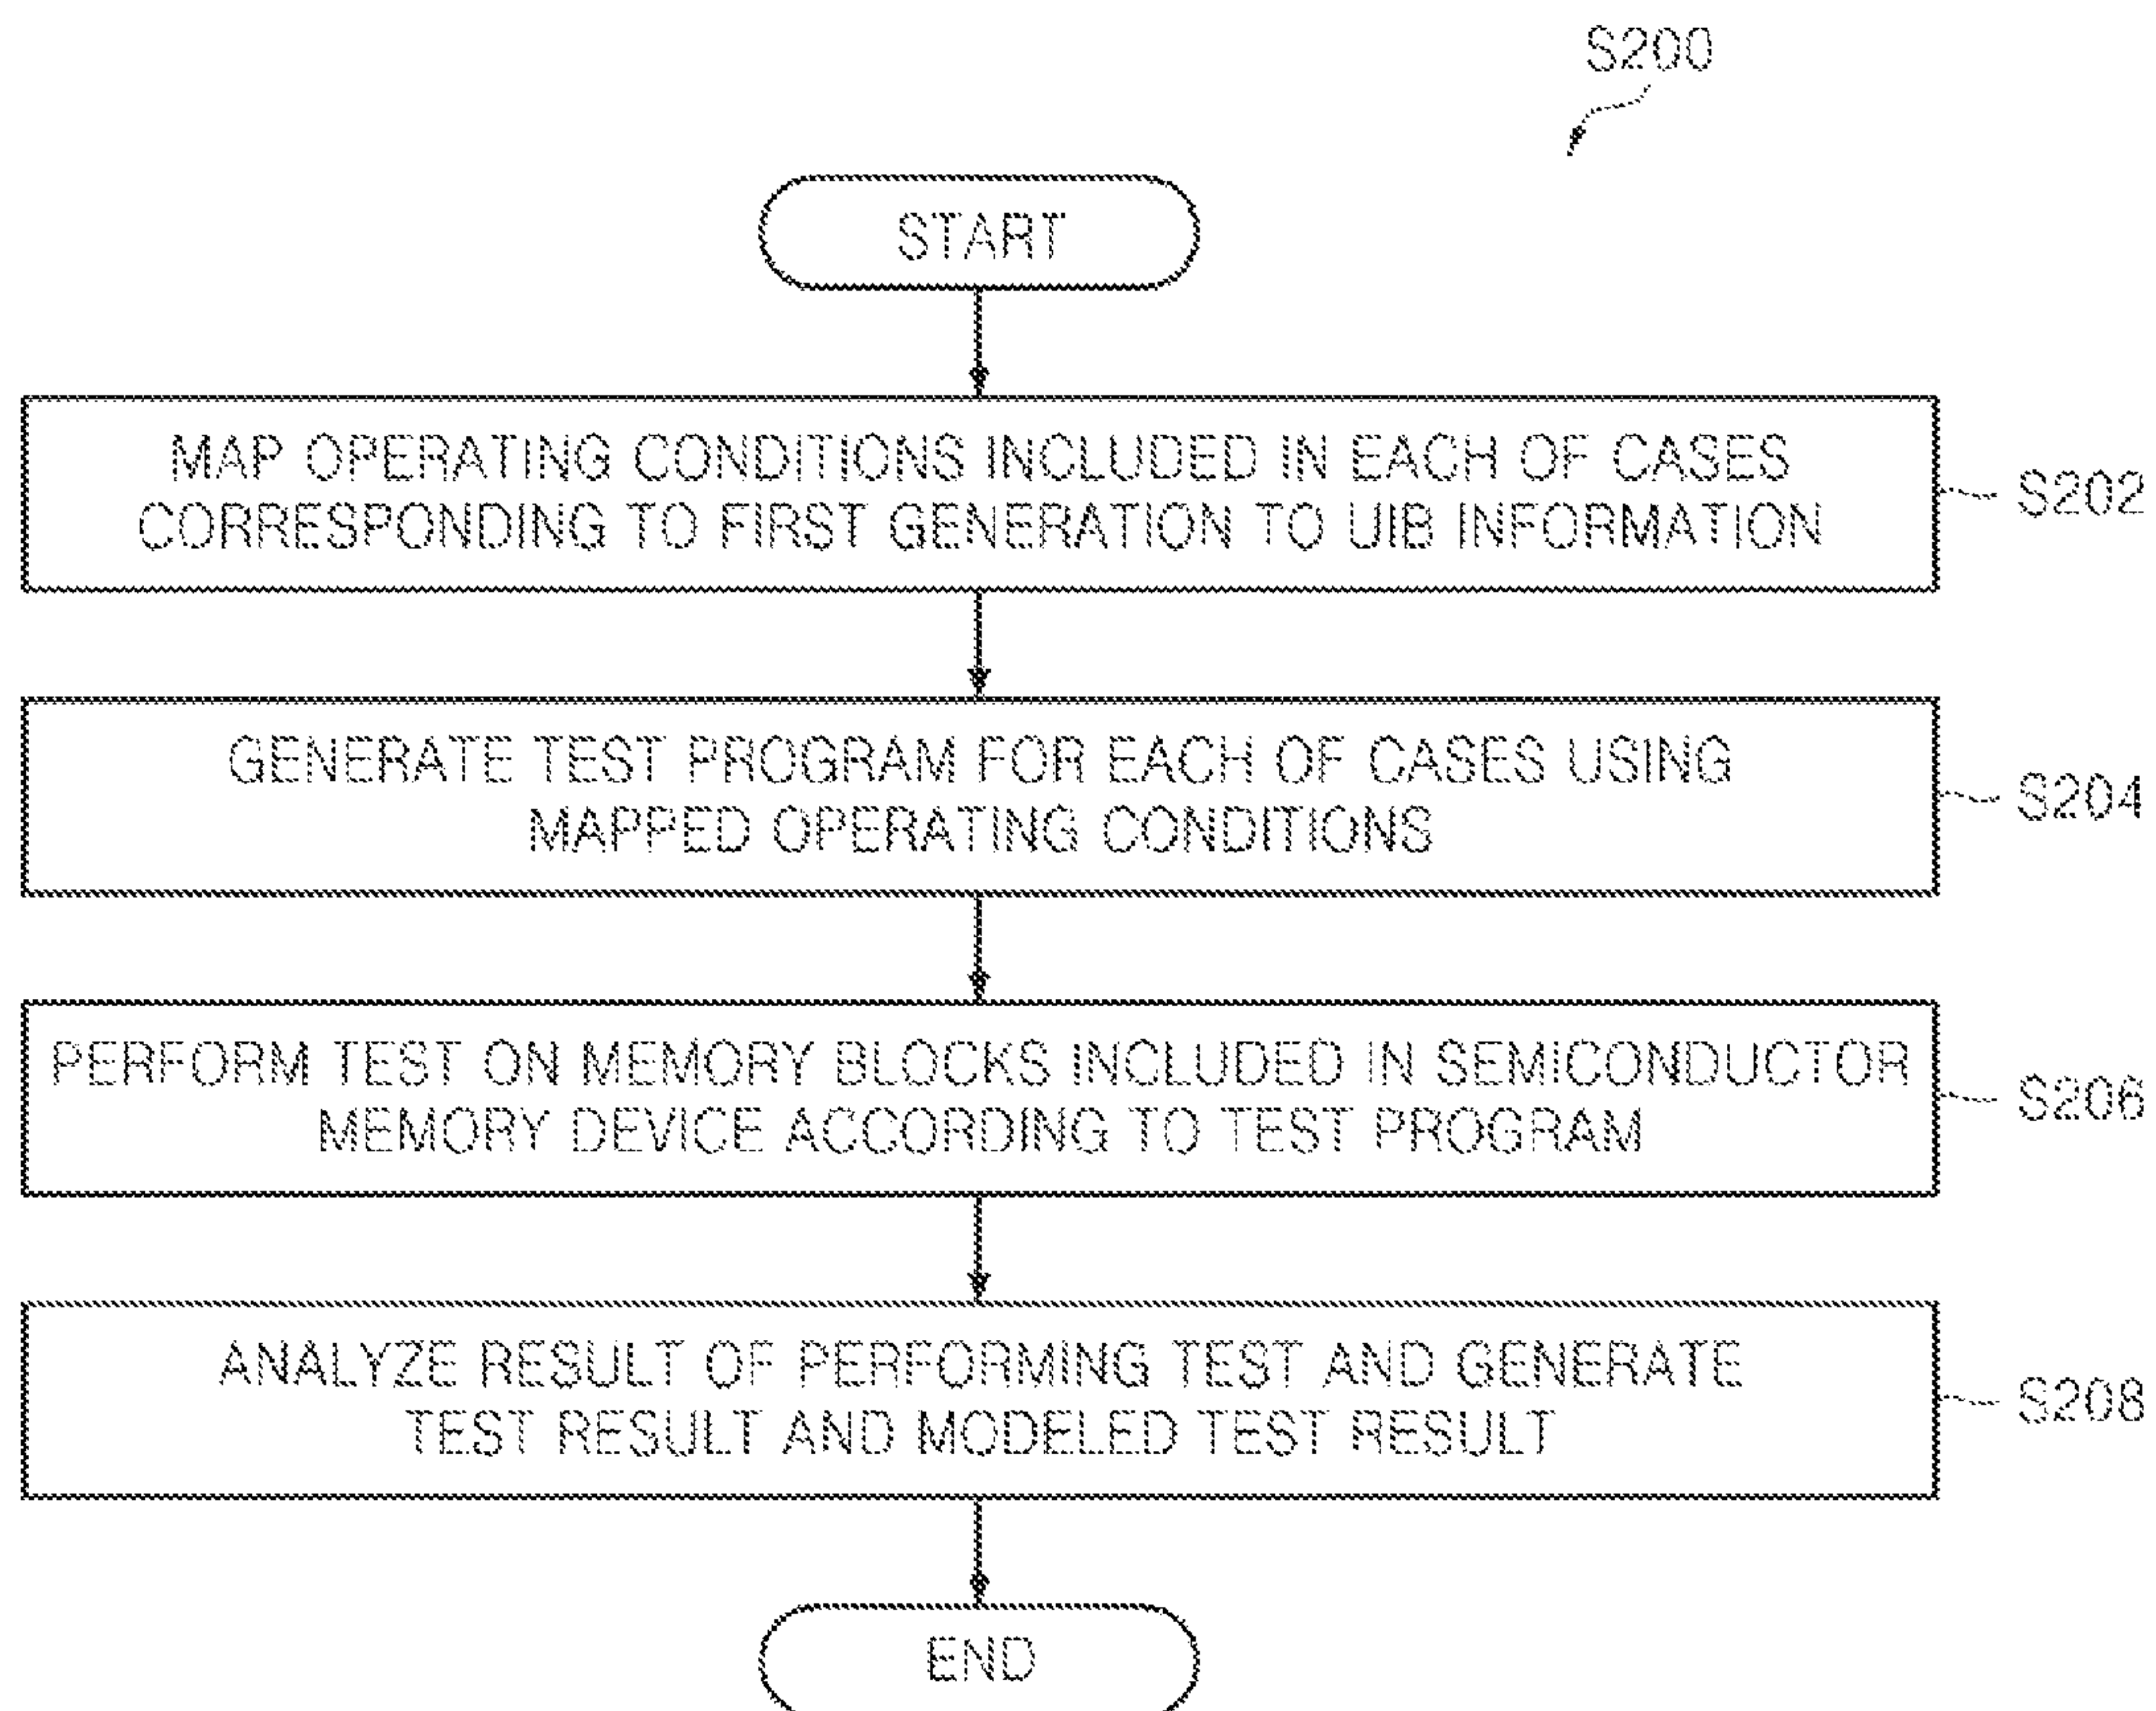 S200
START
MAP OPERATING CONDITIONS INCLUDED IN EACH OF CASES
CORRESPONDING TO FIRST GENERATION TO UIB INFORMATION
S202
GENERATE TEST PROGRAM FOR EACH OF CASES USING
MAPPED OPERATING CONDITIONS
S204
PERFORM TEST ON MEMORY BLOCKS INCLUDED IN SEMICONDUCTOR
MEMORY DEVICE ACCORDING TO TEST PROGRAM
S206
ANALYZE RESULT OF PERFORMING TEST AND GENERATE
TEST RESULT AND MODELED TEST RESULT
S208
END